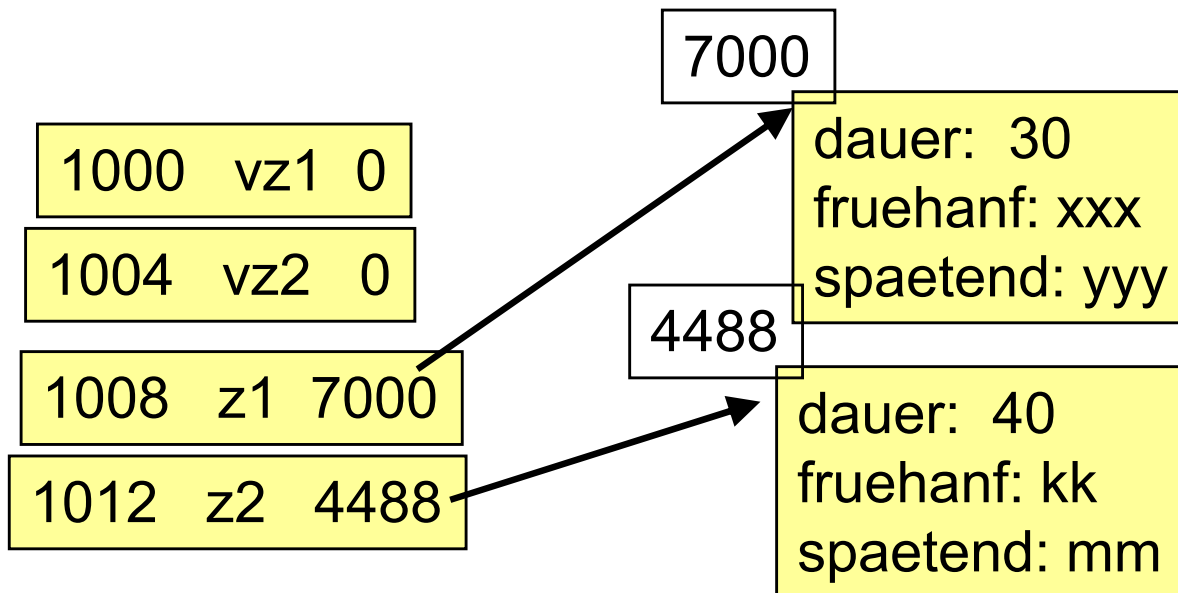 7000
dauer: 30
fruehanf: xxx
spaetend: yyy
1000 vz1 0
1004 vz2 0
1008 z1 7000
1012 z2 4488
4488
dauer: 40
fruehanf: kk
spaetend: mm